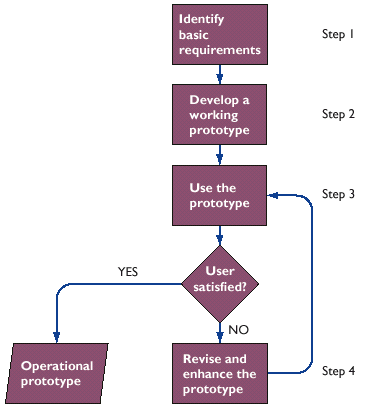 Identify
basic
requirements
Step 1
Develop a
working
prototype
Step 2
Use the
prototype
Step 3
User
satisfied?
YES
NO
Operational
prototype
Revise and
enhance the
prototype
Step 4